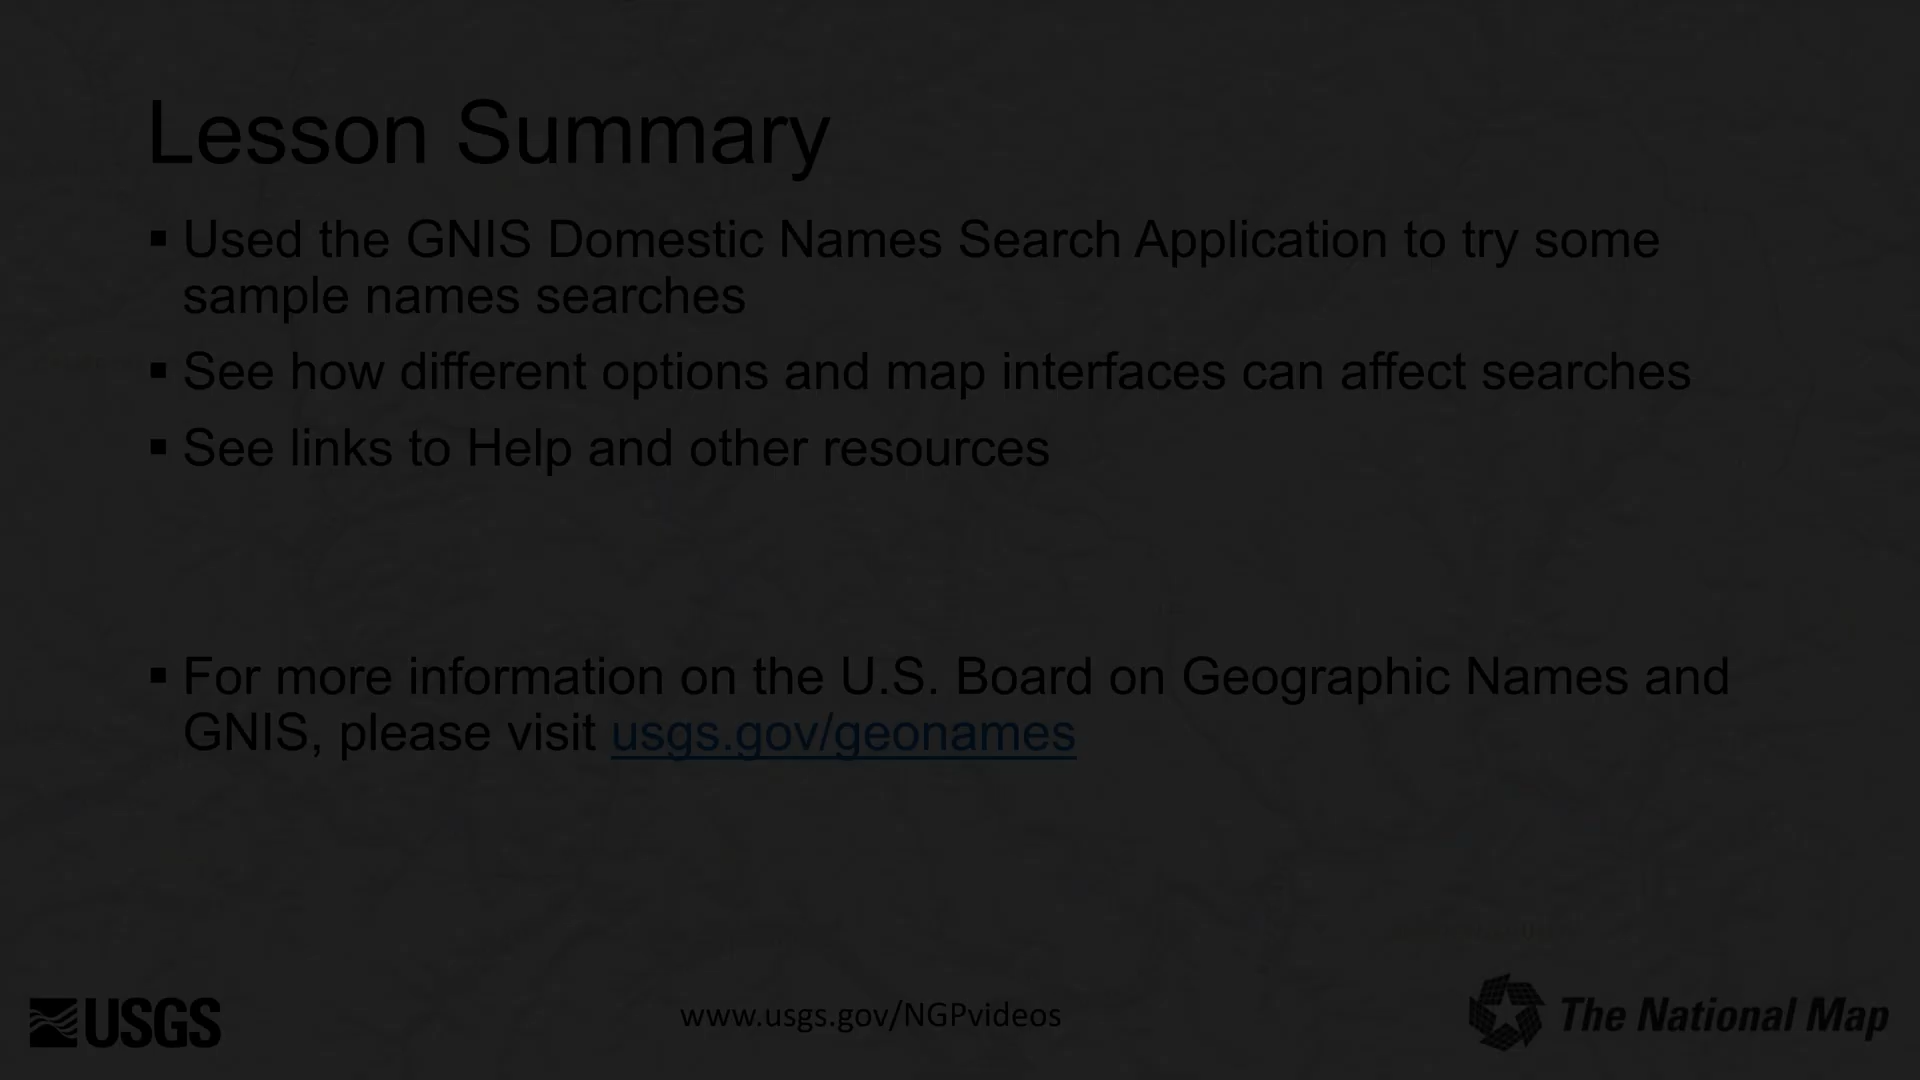 Lesson Summary
▪ Used the GNIS Domestic Names Search Application to try some
sample names searches
▪ See how different options and map interfaces can affect searches
▪ See links to Help and other resources
▪ For more information on the U.S. Board on Geographic Names and
GNIS, please visit usgs.gov/geonames
USGS
www.usgs.gov/NGPvideos
The National Map